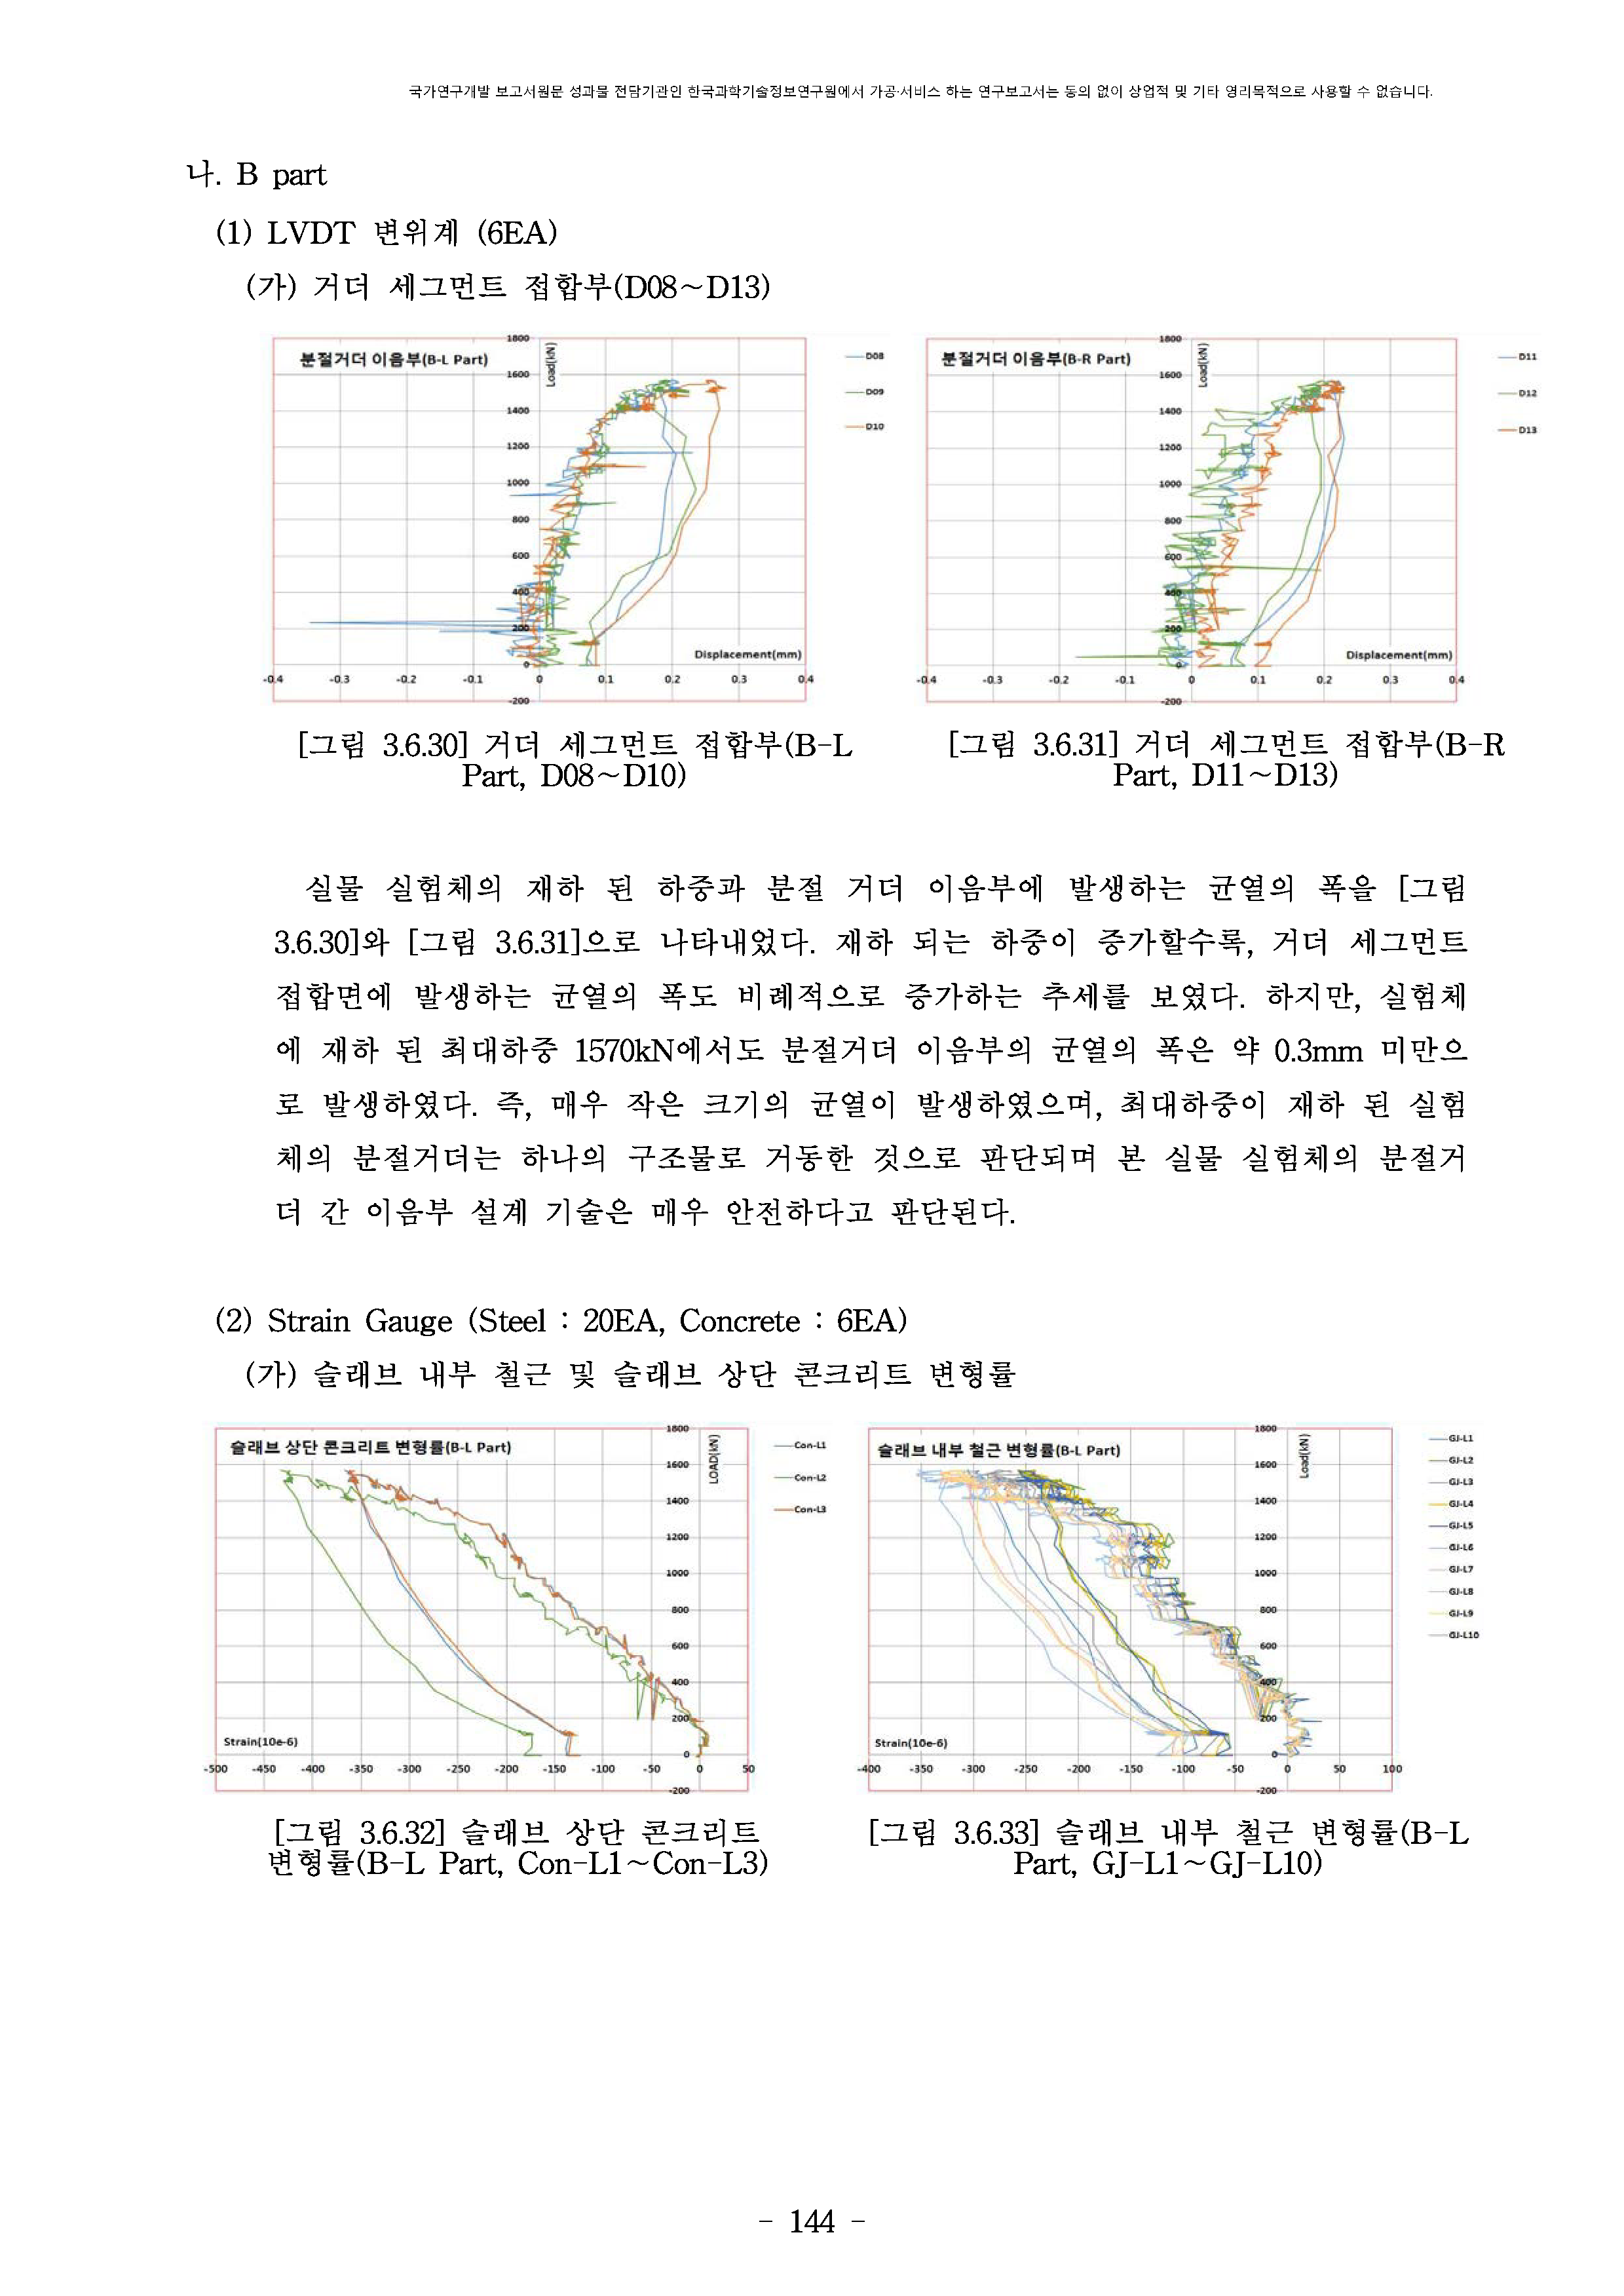 국가연구개발 보고서원문 성과물 전담기관인 한국과학기술정보연구원에서 가공·서비스 하는 연구보고서는 동의 없이 상업적 및 기타 영리목적으로 사용할 수 없습니다.
나. B part
(1) LVDT 변위계 (6EA)
(가) 거더 세그먼트 접합부(D08~D13)
분절거더 이음부(B-L Part)
Load(kN)
1800
1600
1400
1200
1000
800
600
400
200
0
-200
-0.4 -0.3 -0.2 -0.1 0 0.1 0.2 0.3 0.4
Displacement(mm)
D08
D09
D10
분절거더 이음부(B-R Part)
Load(kN)
1800
1600
1400
1200
1000
800
600
400
200
0
-200
-0.4 -0.3 -0.2 -0.1 0 0.1 0.2 0.3 0.4
Displacement(mm)
D11
D12
D13
[그림 3.6.30] 거더 세그먼트 접합부(B-L
Part, D08~D10)
[그림 3.6.31] 거더 세그먼트 접합부(B-R
Part, D11~D13)
실물 실험체의 재하 된 하중과 분절 거더 이음부에 발생하는 균열의 폭을 [그림
3.6.30]와 [그림 3.6.31]으로 나타내었다. 재하 되는 하중이 증가할수록, 거더 세그먼트
접합면에 발생하는 균열의 폭도 비례적으로 증가하는 추세를 보였다. 하지만, 실험체
에 재하 된 최대하중 1570kN에서도 분절거더 이음부의 균열의 폭은 약 0.3mm 미만으
로 발생하였다. 즉, 매우 작은 크기의 균열이 발생하였으며, 최대하중이 재하 된 실험
체의 분절거더는 하나의 구조물로 거동한 것으로 판단되며 본 실물 실험체의 분절거
더 간 이음부 설계 기술은 매우 안전하다고 판단된다.
(2) Strain Gauge (Steel : 20EA, Concrete : 6EA)
(가) 슬래브 내부 철근 및 슬래브 상단 콘크리트 변형률
슬래브 상단 콘크리트 변형률(B-L Part)
LOAD(kN)
1800
1600
1400
1200
1000
800
600
400
200
0
-200
Strain(10e-6)
-500 -450 -400 -350 -300 -250 -200 -150 -100 -50 0 50
Con-L1
Con-L2
Con-L3
슬래브 내부 철근 변형률(B-L Part)
Load(kN)
1800
1600
1400
1200
1000
800
600
400
200
0
-200
Strain(10e-6)
-400 -350 -300 -250 -200 -150 -100 -50 0 50 100
GJ-L1
GJ-L2
GJ-L3
GJ-L4
GJ-L5
GJ-L6
GJ-L7
GJ-L8
GJ-L9
GJ-L10
[그림 3.6.32] 슬래브 상단 콘크리트
변형률(B-L Part, Con-L1~Con-L3)
[그림 3.6.33] 슬래브 내부 철근 변형률(B-L
Part, GJ-L1~GJ-L10)
- 144 -